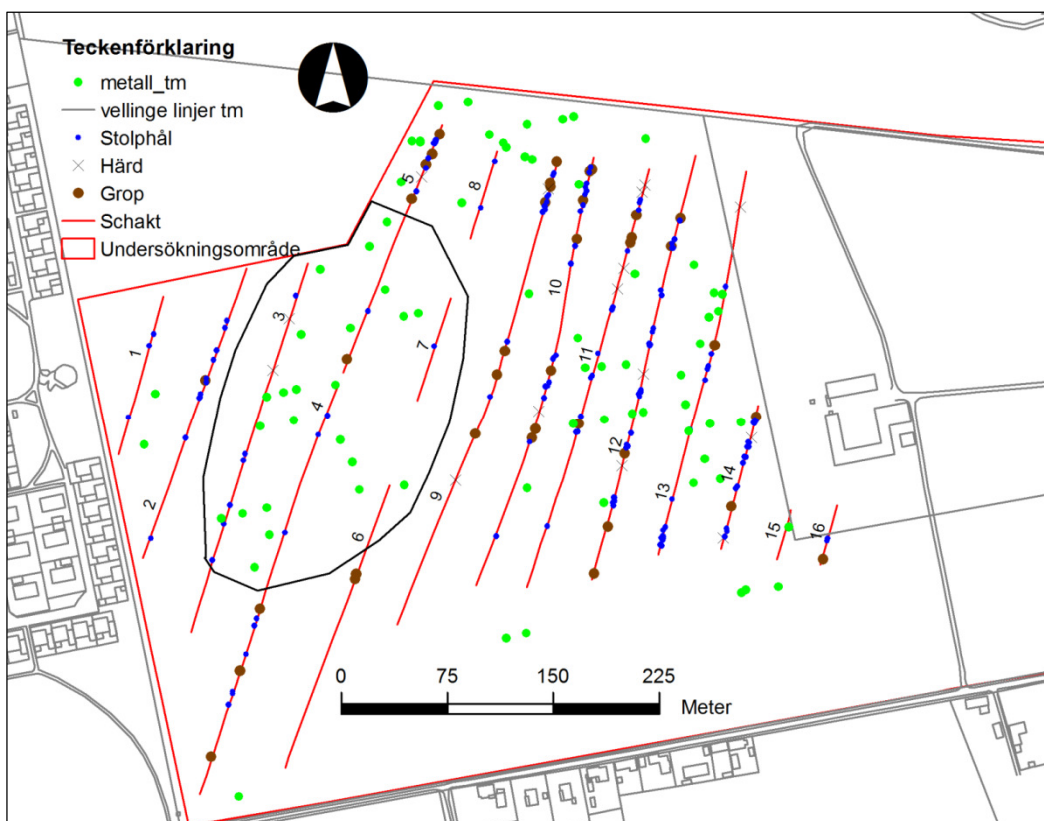 Teckenförklaring
metall_tm
vellinge linjer tm
Stolphål
Härd
Grop
Schakt
Undersökningsområde
5
8
10
3
1
7
11
4
12
2
9
6
13
14
15
16
0 75 150 225
Meter